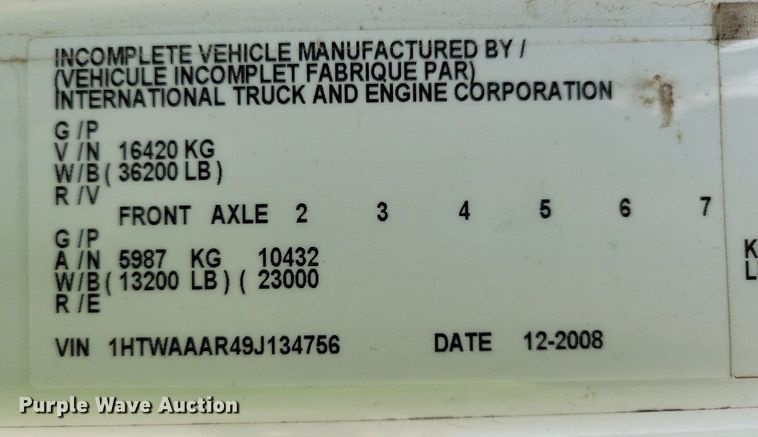 INCOMPLETE VEHICLE MANUFACTURED BY /
(VEHICULE INCOMPLET FABRIQUE PAR)
INTERNATIONAL TRUCK AND ENGINE CORPORATION
G /P
V /N 16420 KG
W/B ( 36200 LB )
R /V
FRONT AXLE 2 3 4 5 6 7
G /P
A /N 5987 KG 10432
W/B ( 13200 LB ) ( 23000
R /E
VIN 1HTWAAAR49J134756 DATE 12-2008
K
L
Purple Wave Auction